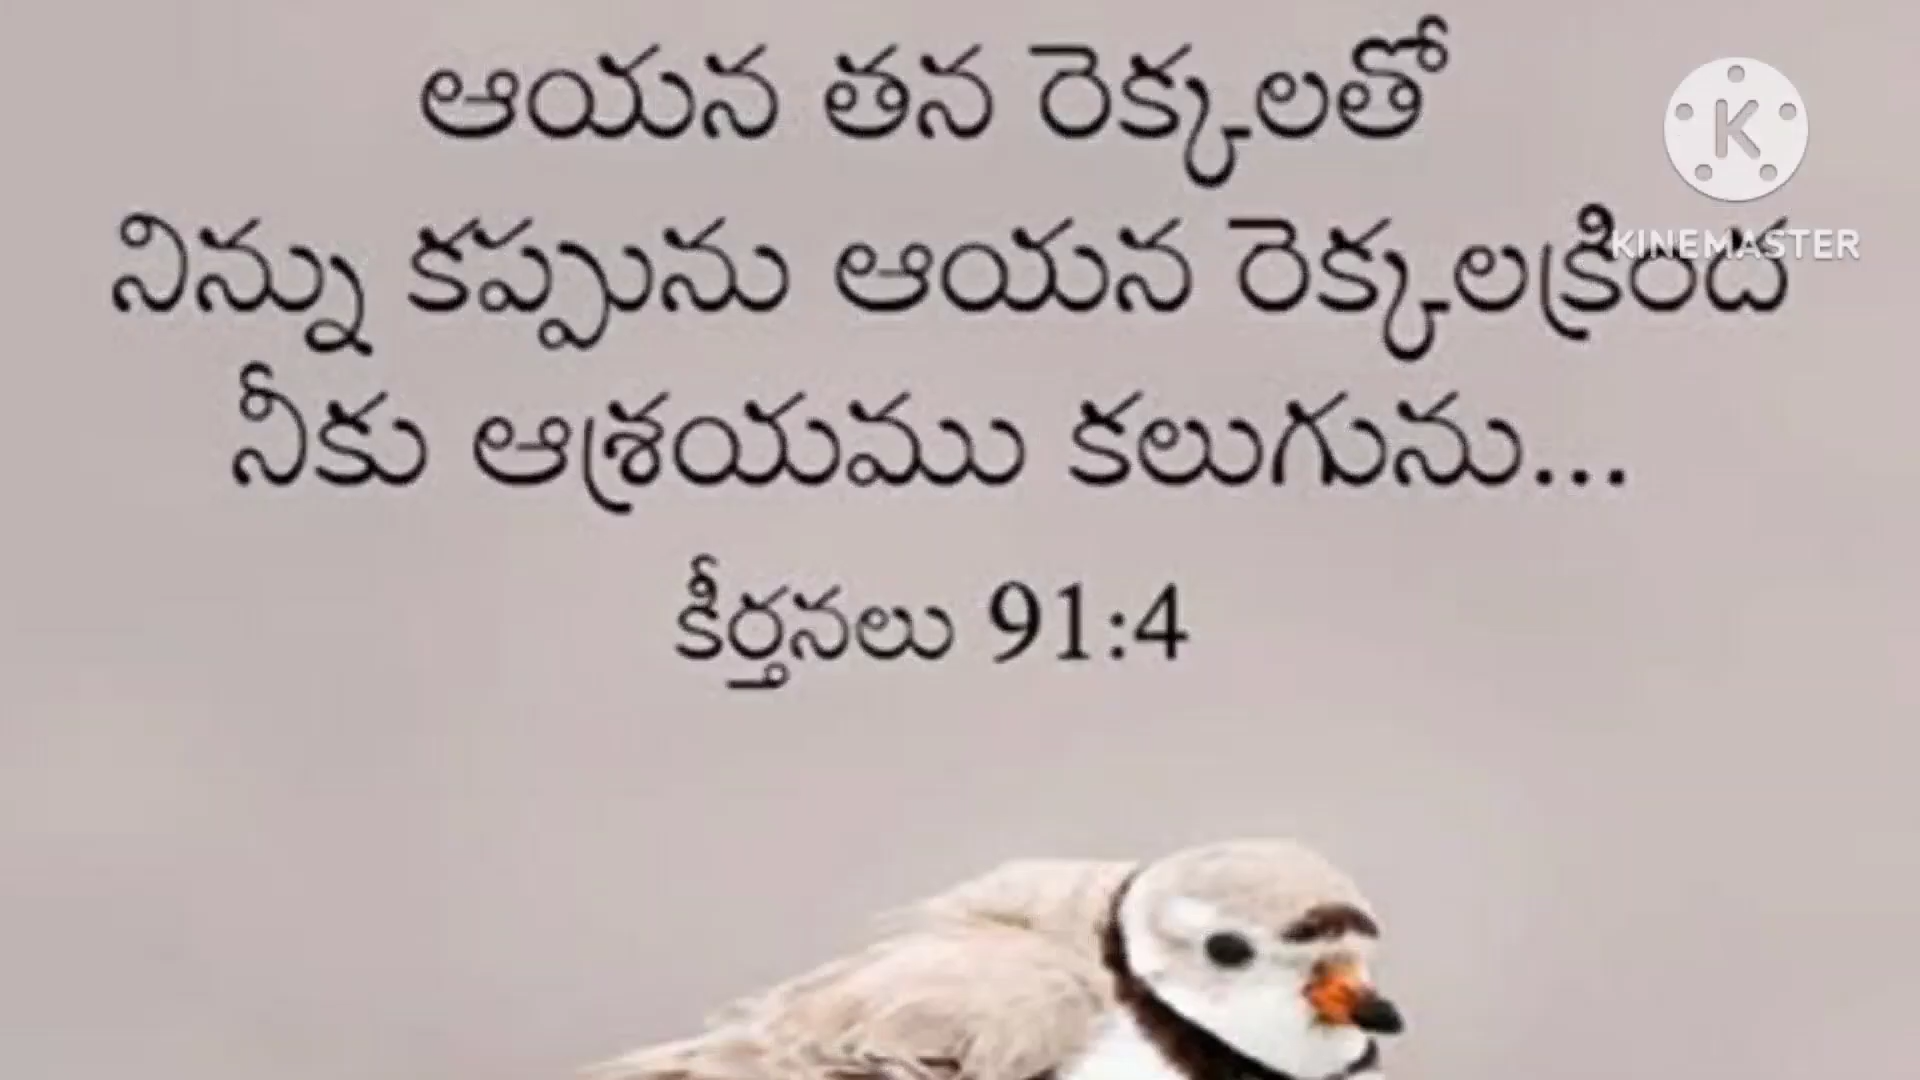 ఆయన తన రెక్కలతో
నిన్ను కప్పును ఆయన రెక్కలక్రింద
నీకు ఆశ్రయము కలుగును...
కీర్తనలు 91:4
K
KINEMASTER